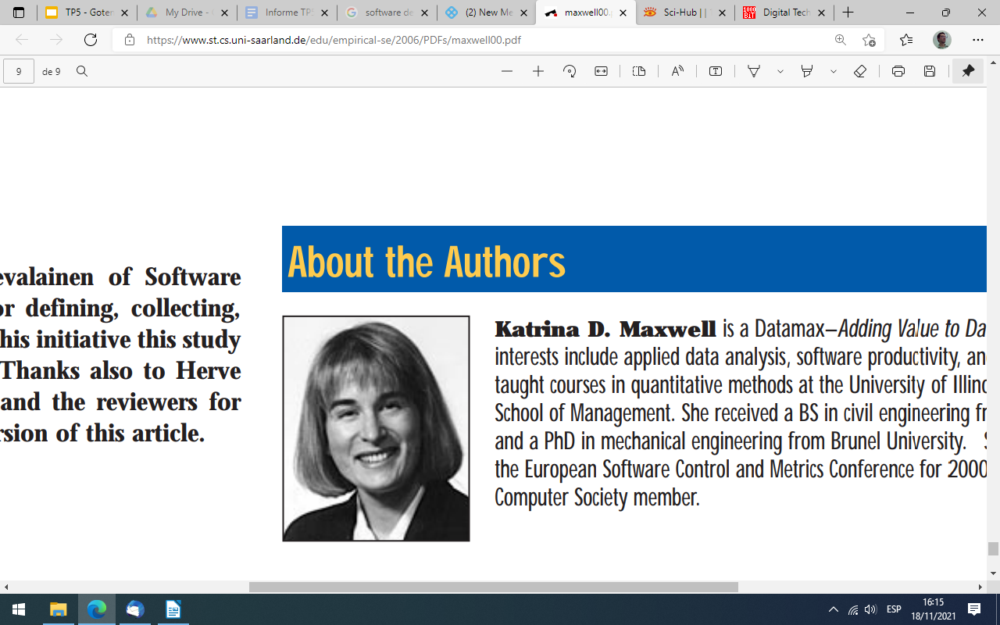 TP5 - Goter
My Drive -
Informe TP5
software de
(2) New Me
maxwell00.p
Sci-Hub | |
1000 BIT
Digital Tech
https://www.st.cs.uni-saarland.de/edu/empirical-se/2006/PDFs/maxwell00.pdf
9 de 9
evalainen of Software
or defining, collecting,
his initiative this study
Thanks also to Herve
and the reviewers for
rsion of this article.
About the Authors
Katrina D. Maxwell is a Datamax–Adding Value to Da
interests include applied data analysis, software productivity, an
taught courses in quantitative methods at the University of Illino
School of Management. She received a BS in civil engineering fr
and a PhD in mechanical engineering from Brunel University. S
the European Software Control and Metrics Conference for 2000
Computer Society member.
ESP
16:15
18/11/2021